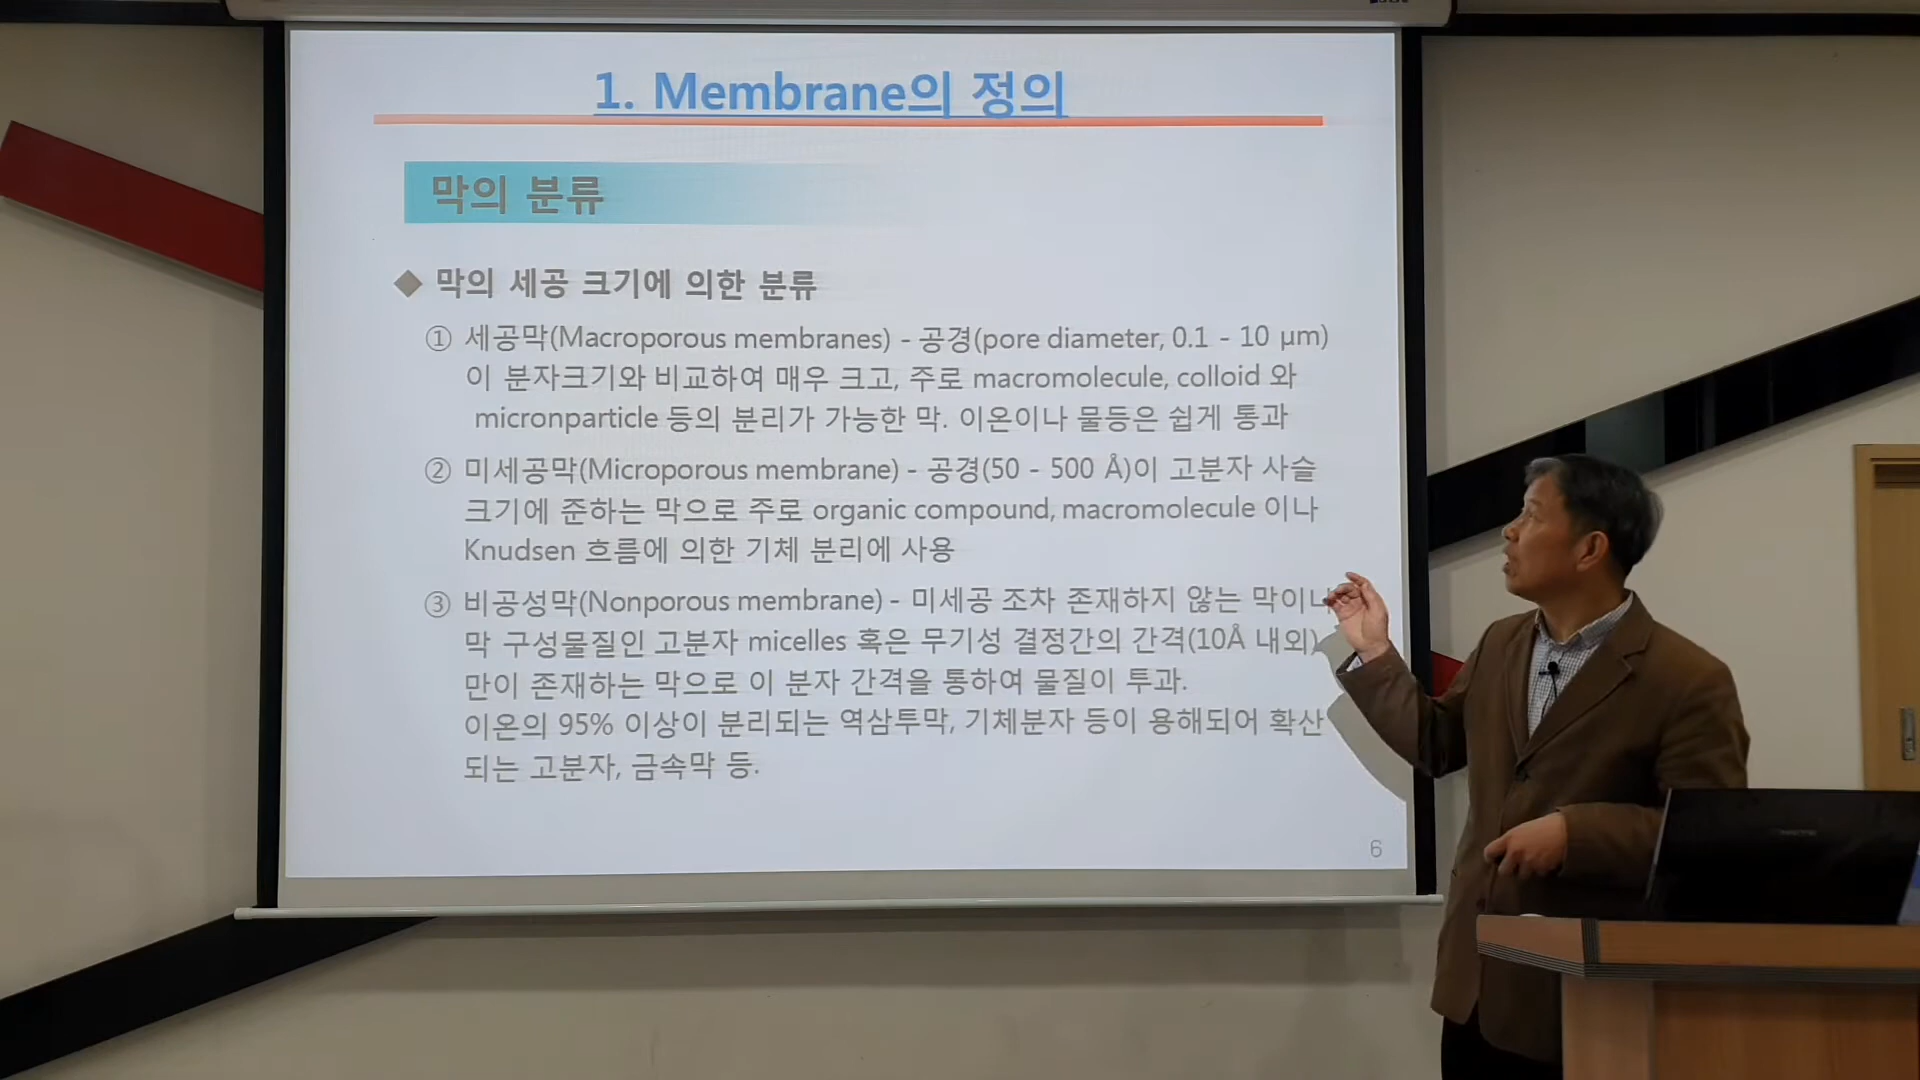 1. Membrane의 정의
막의 분류
◆ 막의 세공 크기에 의한 분류
① 세공막(Macroporous membranes) - 공경(pore diameter, 0.1 - 10 μm)
이 분자크기와 비교하여 매우 크고, 주로 macromolecule, colloid 와
micronparticle 등의 분리가 가능한 막. 이온이나 물등은 쉽게 통과
② 미세공막(Microporous membrane) - 공경(50 - 500 Å)이 고분자 사슬
크기에 준하는 막으로 주로 organic compound, macromolecule 이나
Knudsen 흐름에 의한 기체 분리에 사용
③ 비공성막(Nonporous membrane) - 미세공 조차 존재하지 않는 막이나
막 구성물질인 고분자 micelles 혹은 무기성 결정간의 간격(10Å 내외)
만이 존재하는 막으로 이 분자 간격을 통하여 물질이 투과.
이온의 95% 이상이 분리되는 역삼투막, 기체분자 등이 용해되어 확산
되는 고분자, 금속막 등.
6